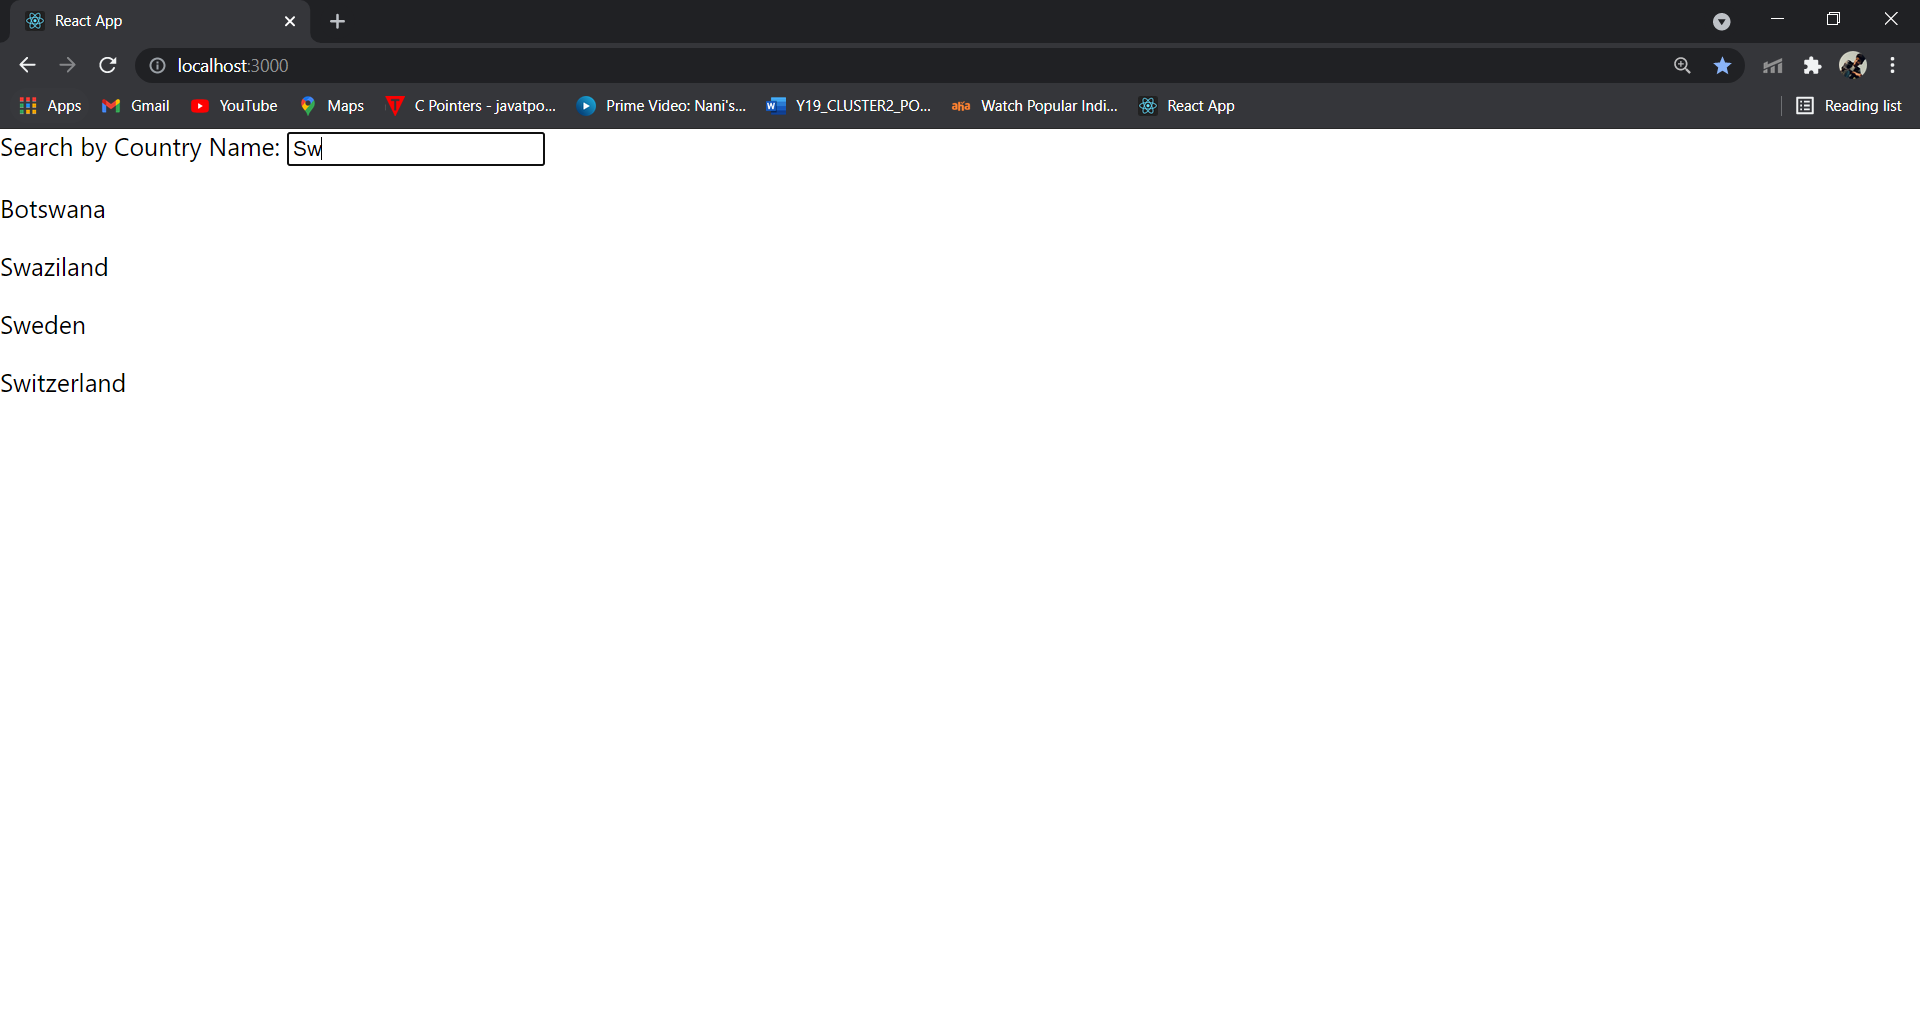 React App
localhost:3000
Apps Gmail YouTube Maps C Pointers - javatpo... Prime Video: Nani's... Y19_CLUSTER2_PO... aha Watch Popular Indi... React App Reading list
Search by Country Name: Sw
Botswana
Swaziland
Sweden
Switzerland